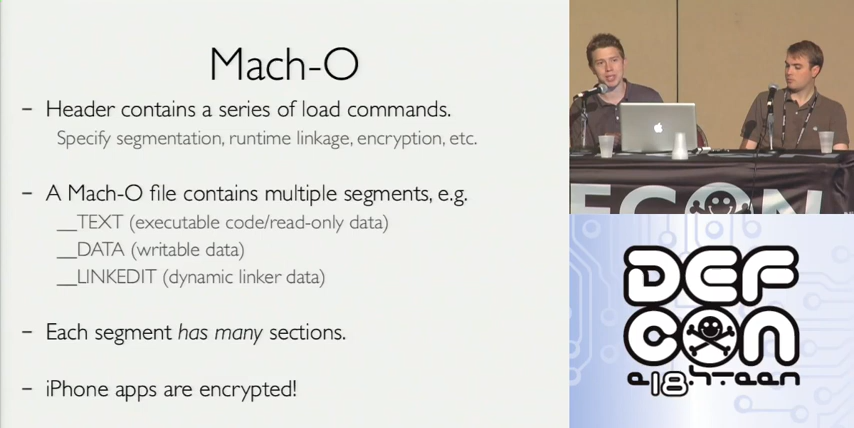 Mach-O
– Header contains a series of load commands.
Specify segmentation, runtime linkage, encryption, etc.
– A Mach-O file contains multiple segments, e.g.
__TEXT (executable code/read-only data)
__DATA (writable data)
__LINKEDIT (dynamic linker data)
– Each segment has many sections.
– iPhone apps are encrypted!
DEF
CON
e18h-teen